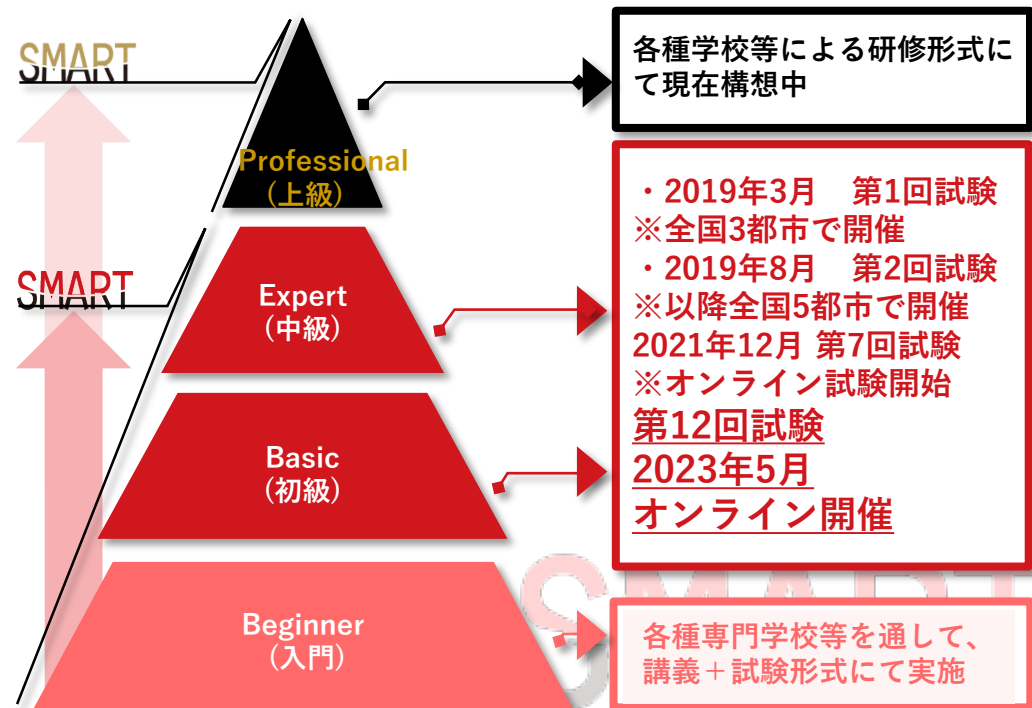 SMART
各種学校等による研修形式に
て現在構想中
Professional
(上級)
・2019年3月　第1回試験
※全国3都市で開催
・2019年8月　第2回試験
※以降全国5都市で開催
2021年12月 第7回試験
※オンライン試験開始
第12回試験
2023年5月
オンライン開催
SMART
Expert
(中級)
Basic
(初級)
SMART
Beginner
(入門)
各種専門学校等を通して、
講義＋試験形式にて実施